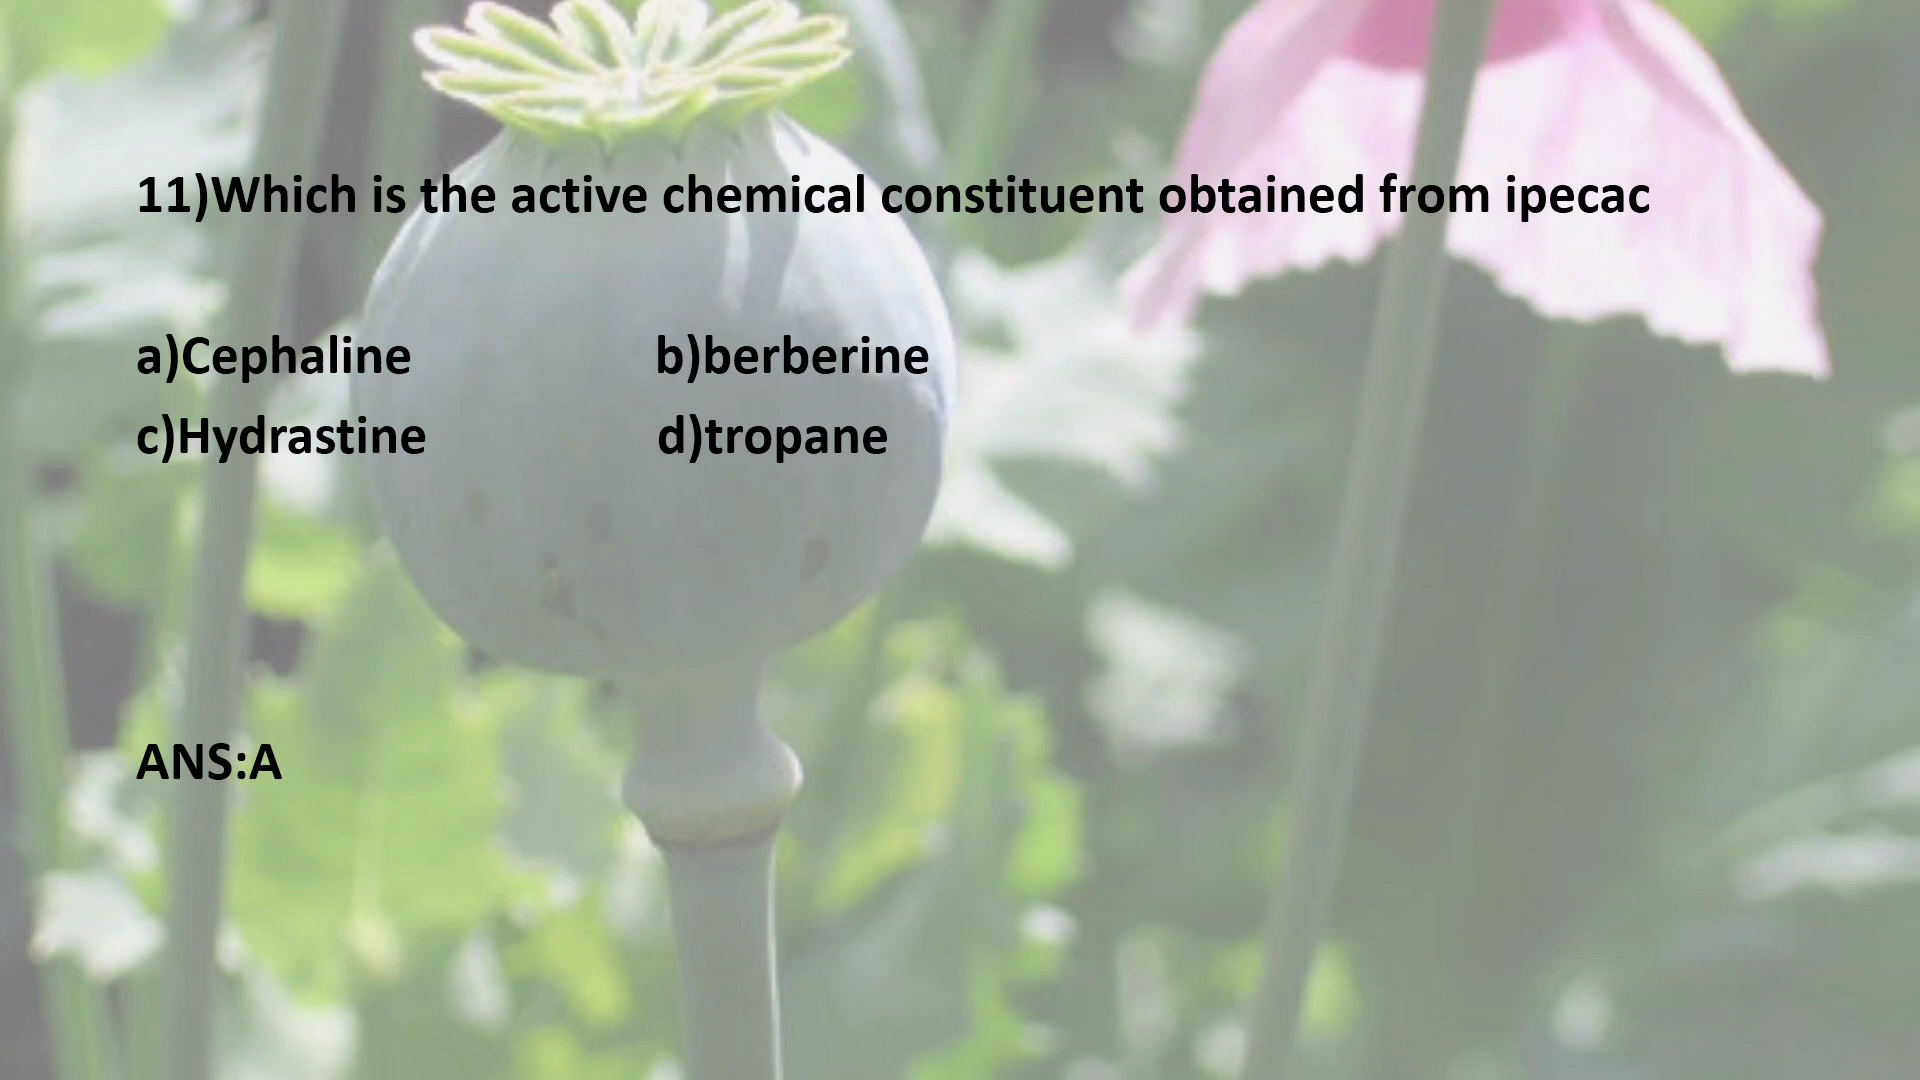 11)Which is the active chemical constituent obtained from ipecac
a)Cephaline b)berberine
c)Hydrastine d)tropane
ANS:A